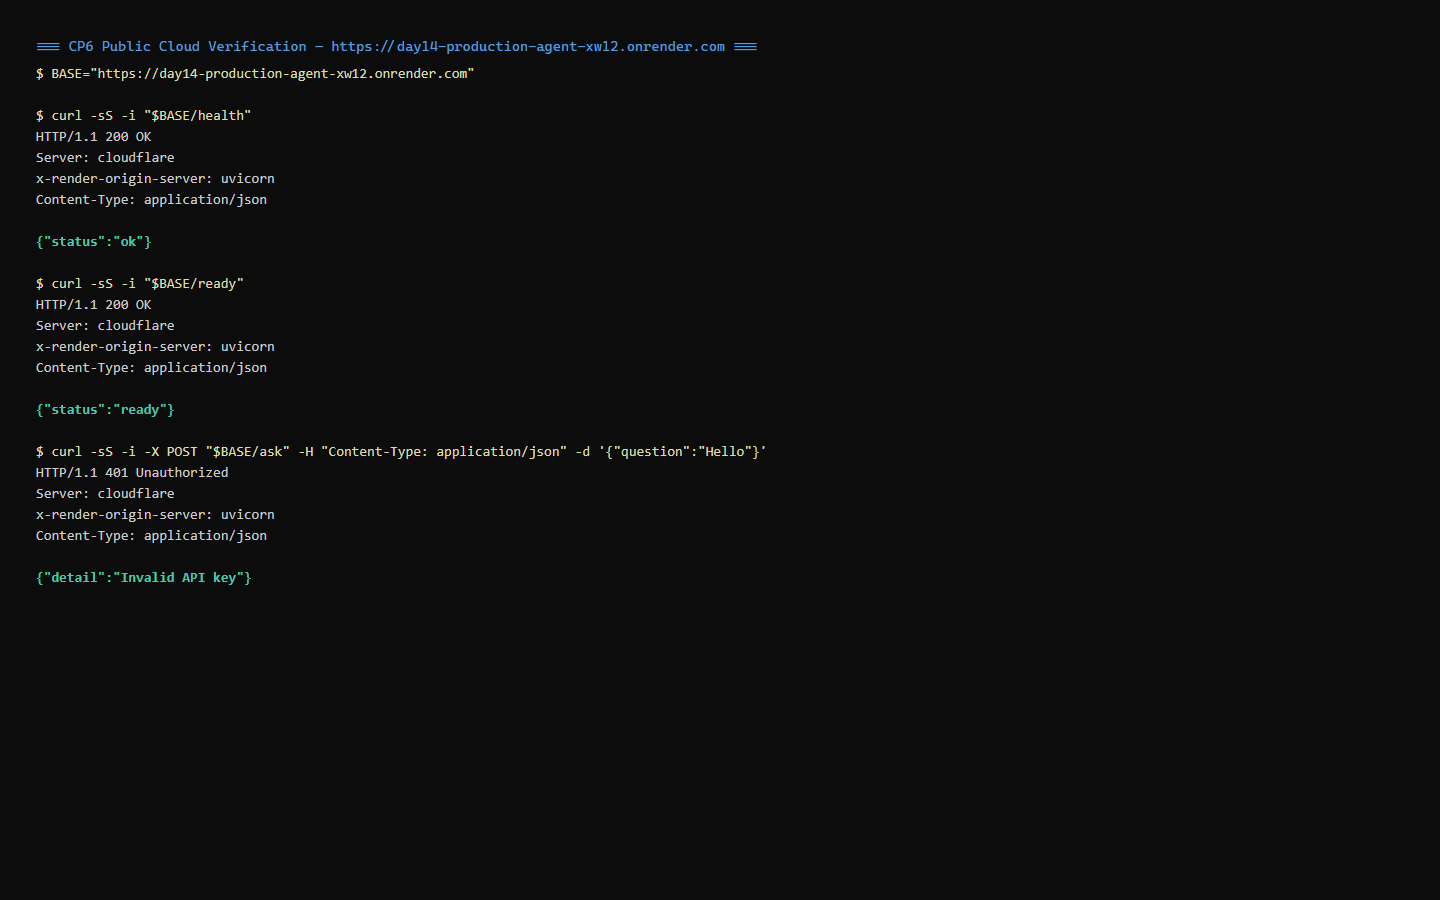 === CP6 Public Cloud Verification — https://day14-production-agent-xw12.onrender.com ===
$ BASE="https://day14-production-agent-xw12.onrender.com"
$ curl -sS -i "$BASE/health"
HTTP/1.1 200 OK
Server: cloudflare
x-render-origin-server: uvicorn
Content-Type: application/json
{"status":"ok"}
$ curl -sS -i "$BASE/ready"
HTTP/1.1 200 OK
Server: cloudflare
x-render-origin-server: uvicorn
Content-Type: application/json
{"status":"ready"}
$ curl -sS -i -X POST "$BASE/ask" -H "Content-Type: application/json" -d '{"question":"Hello"}'
HTTP/1.1 401 Unauthorized
Server: cloudflare
x-render-origin-server: uvicorn
Content-Type: application/json
{"detail":"Invalid API key"}